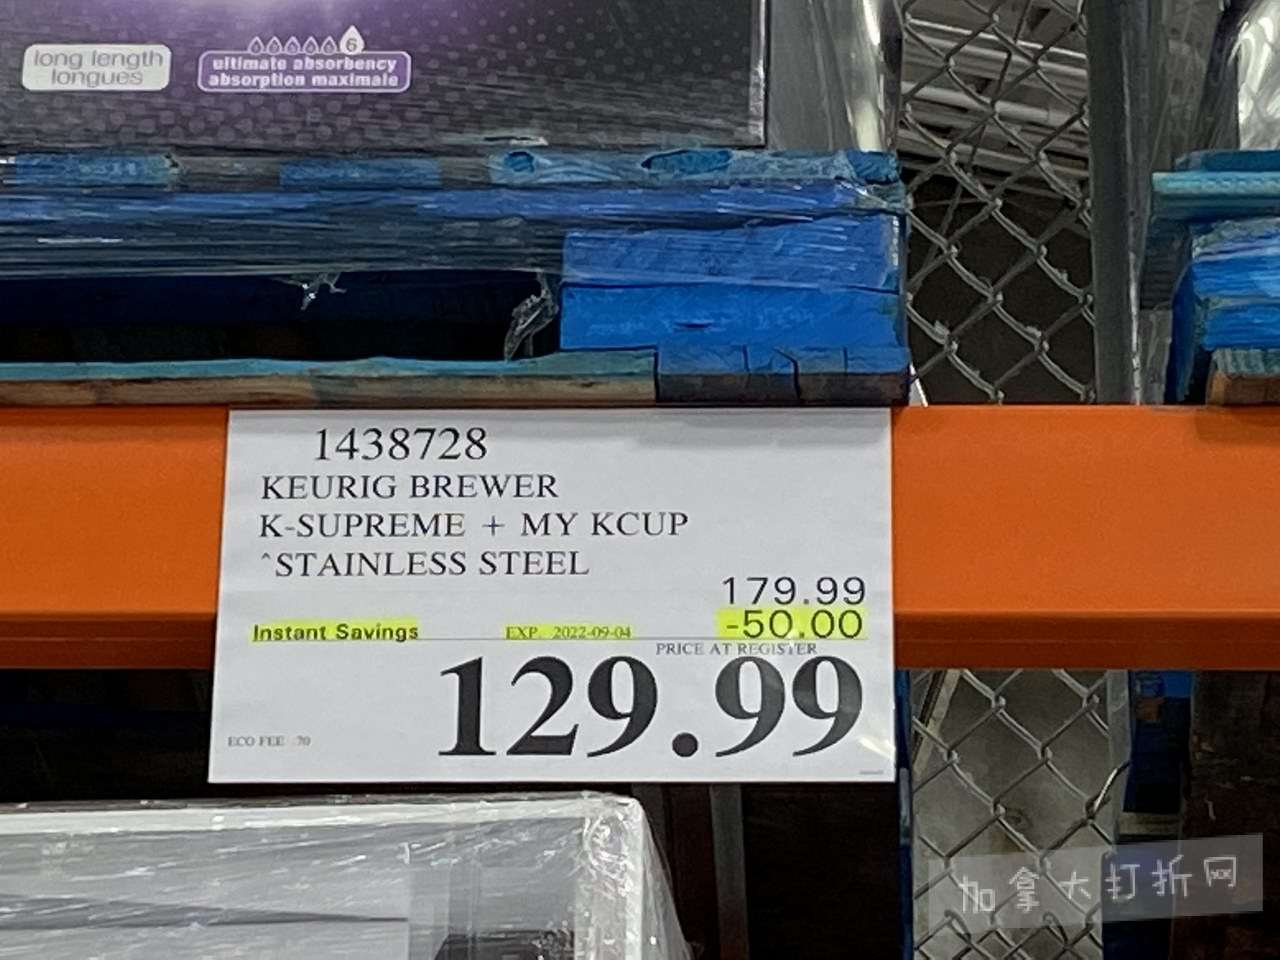 long length
longues
6
ultimate absorbency
absorption maximale
1438728
KEURIG BREWER
K-SUPREME + MY KCUP
^STAINLESS STEEL
179.99
Instant Savings EXP. 2022-09-04 -50.00
PRICE AT REGISTER
129.99
ECO FEE .70
加拿大打折网